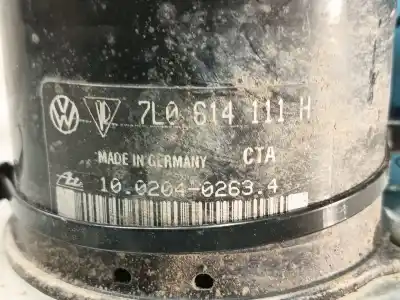 7L0 614 111 H
MADE IN GERMANY CTA
10.0204-0263.4